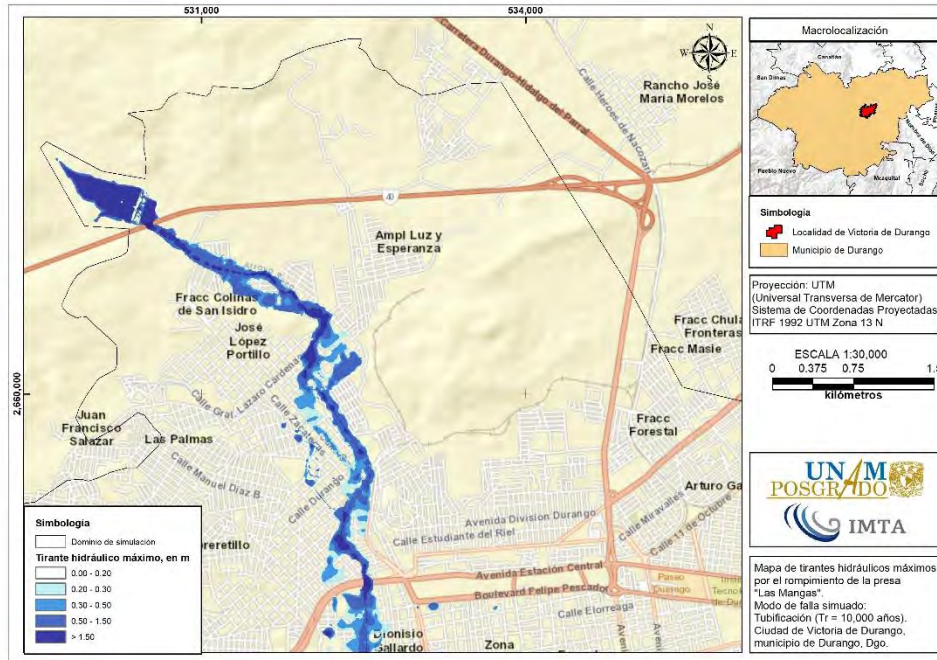 531,000
534,000
2,660,000
N
W
E
S
Carretera Durango-Hidalgo del Parral
Calle Heroes de Nacozari
Rancho José
María Morelos
40
Ampl Luz y
Esperanza
Fracc Colinas
de San Isidro
José
López
Portillo
Fracc Chula
Fronteras
Fracc Masie
Calle Gral. Lázaro Cárdenas
Juan
Francisco
Salazar
Las Palmas
Calle Zacatecas
Fracc
Forestal
Calle Manuel Díaz B.
Calle Durango
Arturo Ga
Avenida Division Durango
Calle Miravalles
Calle Estudiante del Riel
Calle 11 de Octubre
Avenida Estación Central
Boulevard Felipe Pescador
Paseo
Durango
Calle Elorreaga
Dionisio
Gallardo
Zona
Simbología
Dominio de simulación
Tirante hidráulico máximo, en m
0.00 - 0.20
0.20 - 0.30
0.30 - 0.50
0.50 - 1.50
> 1.50
Macrolocalización
Canatlán
San Dimas
Pueblo Nuevo
Mezquital
Simbología
Localidad de Victoria de Durango
Municipio de Durango
Proyección: UTM
(Universal Transversa de Mercator)
Sistema de Coordenadas Proyectadas
ITRF 1992 UTM Zona 13 N
ESCALA 1:30,000
0 0.375 0.75 1.5
kilómetros
UNAM
POSGRADO
IMTA
Mapa de tirantes hidráulicos máximos
por el rompimiento de la presa
"Las Mangas".
Modo de falla simuado:
Tubificación (Tr = 10,000 años).
Ciudad de Victoria de Durango,
municipio de Durango, Dgo.